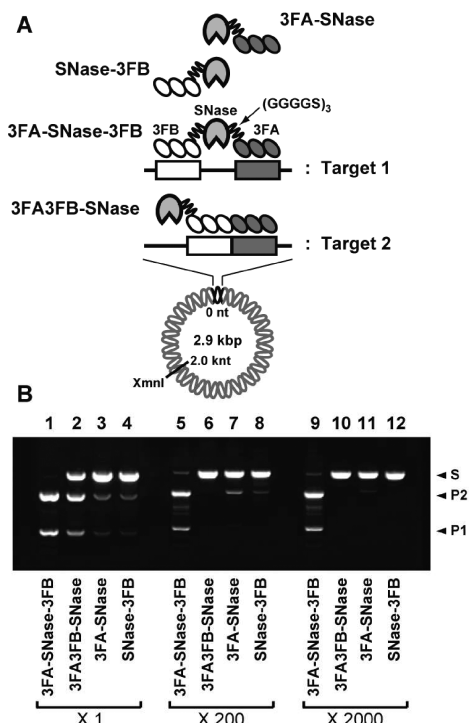 A
3FA-SNase
SNase-3FB
SNase
(GGGGS)3
3FA-SNase-3FB
3FB
3FA
: Target 1
3FA3FB-SNase
: Target 2
0 nt
2.9 kbp
2.0 knt
XmnI
B
1 2 3 4 5 6 7 8 9 10 11 12
S
P2
P1
3FA-SNase-3FB
3FA3FB-SNase
3FA-SNase
SNase-3FB
3FA-SNase-3FB
3FA3FB-SNase
3FA-SNase
SNase-3FB
3FA-SNase-3FB
3FA3FB-SNase
3FA-SNase
SNase-3FB
X 1 X 200 X 2000